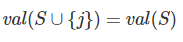 val(S ∪ {j}) = val(S)